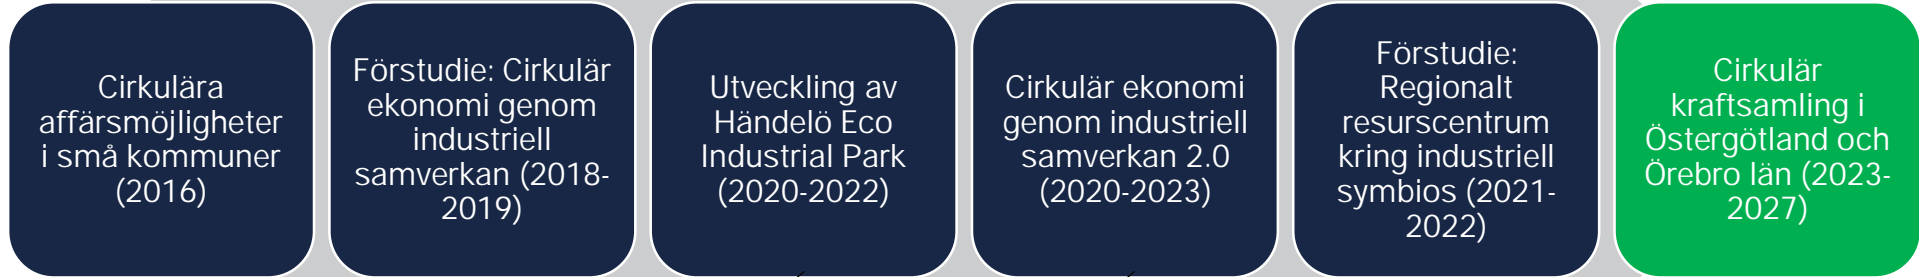 Cirkulära
affärsmöjligheter
i små kommuner
(2016)
Förstudie: Cirkulär
ekonomi genom
industriell
samverkan (2018-
2019)
Utveckling av
Händelö Eco
Industrial Park
(2020-2022)
Cirkulär ekonomi
genom industriell
samverkan 2.0
(2020-2023)
Förstudie:
Regionalt
resurscentrum
kring industriell
symbios (2021-
2022)
Cirkulär
kraftsamling i
Östergötland och
Örebro län (2023-
2027)